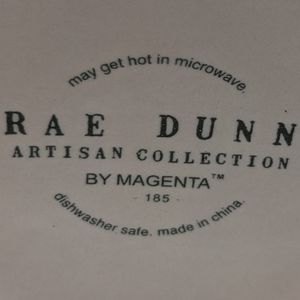 may get hot in microwave.
RAE DUNN
ARTISAN COLLECTION
BY MAGENTA™
- 185 -
dishwasher safe. made in china.